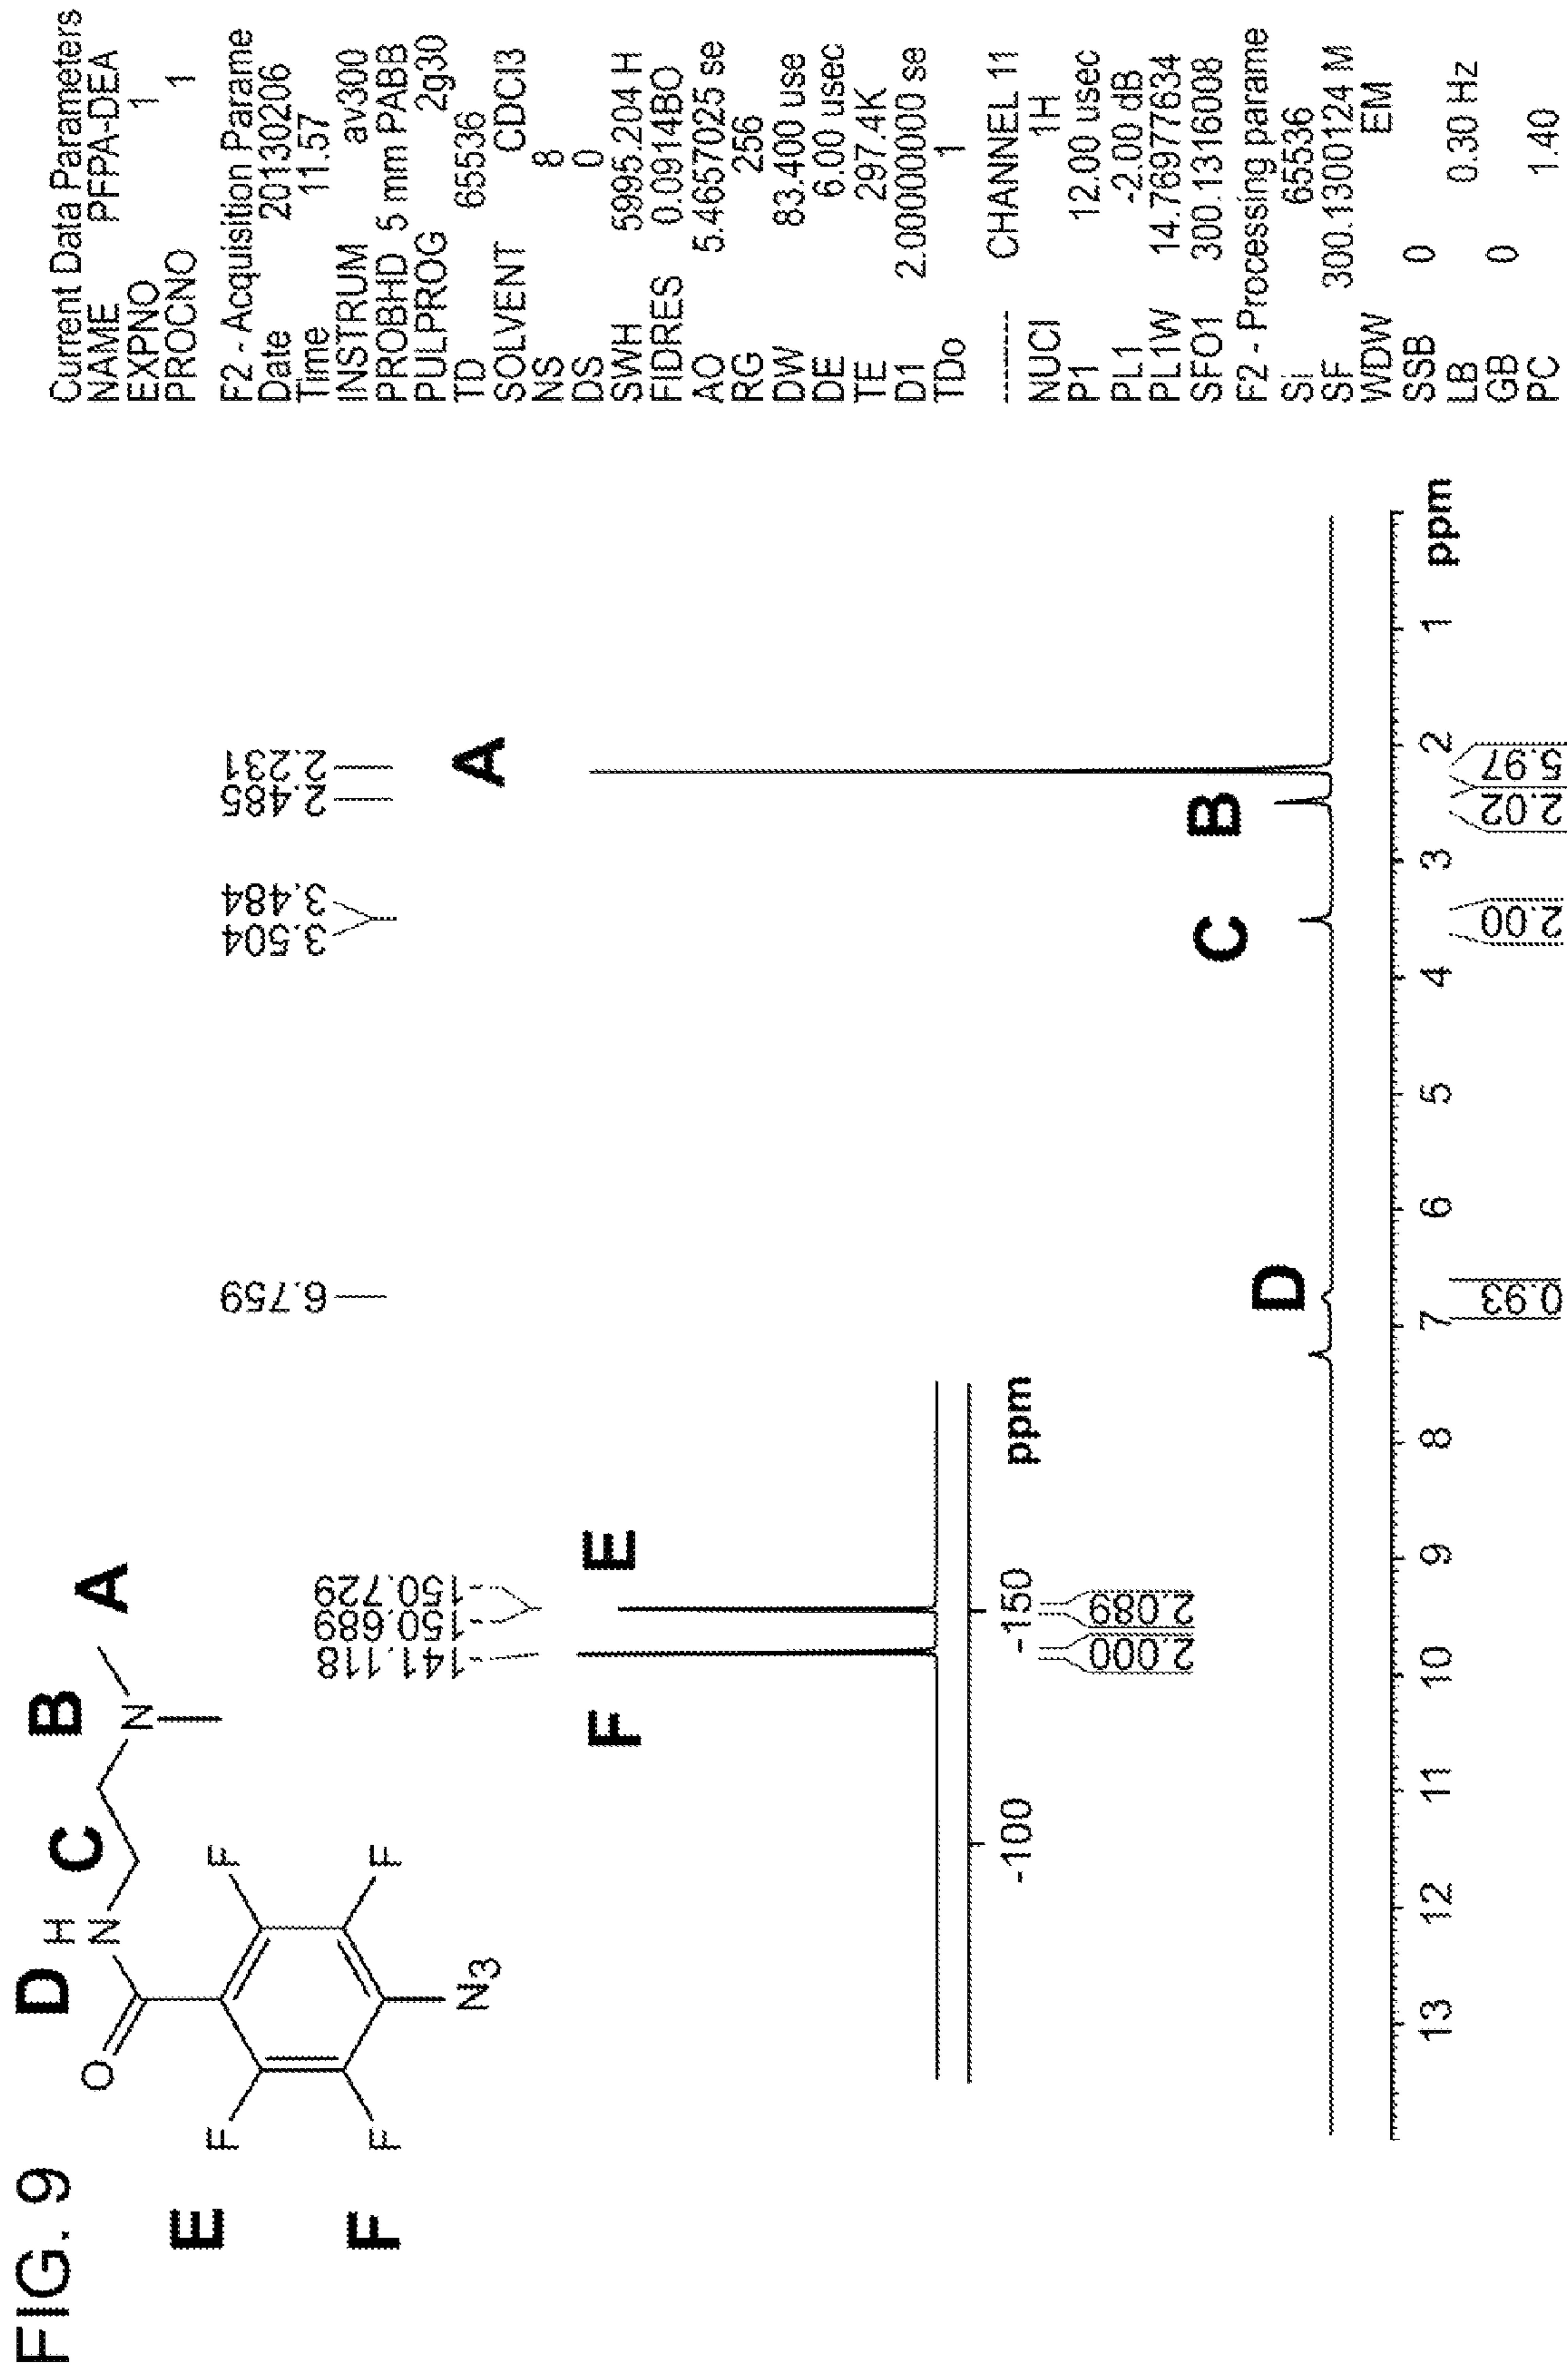 FIG. 9
A
B
C
D
H
N
N
O
F
F
F
F
N3
E
F
Current Data Parameters
NAME PFPA-DEA
EXPNO 1
PROCNO 1
F2 - Acquisition Parame
Date 20130206
Time 11.57
INSTRUM av300
PROBHD 5 mm PABB
PULPROG 2g30
TD 65536
SOLVENT CDCI3
NS 8
DS 0
SWH 5995.204 H
FIDRES 0.0914BO
AQ 5.4657025 se
RG 256
DW 83.400 use
DE 6.00 usec
TE 297.4K
D1 2.00000000 se
TDo 1
------- CHANNEL 11
NUCI 1H
P1 12.00 usec
PL1 -2.00 dB
PL1W 14.76977634
SFO1 300.1316008
F2 - Processing parame
SI 65536
SF 300.1300124 M
WDW EM
SSB 0
LB 0.30 Hz
GB 0
PC 1.40
6.759
3.504
3.484
2.485
2.231
141.118
150.689
150.729
F
E
-100 -150 ppm
2.000
2.089
D
C
B
A
13 12 11 10 9 8 7 6 5 4 3 2 1 ppm
0.93
2.00
2.02
5.97